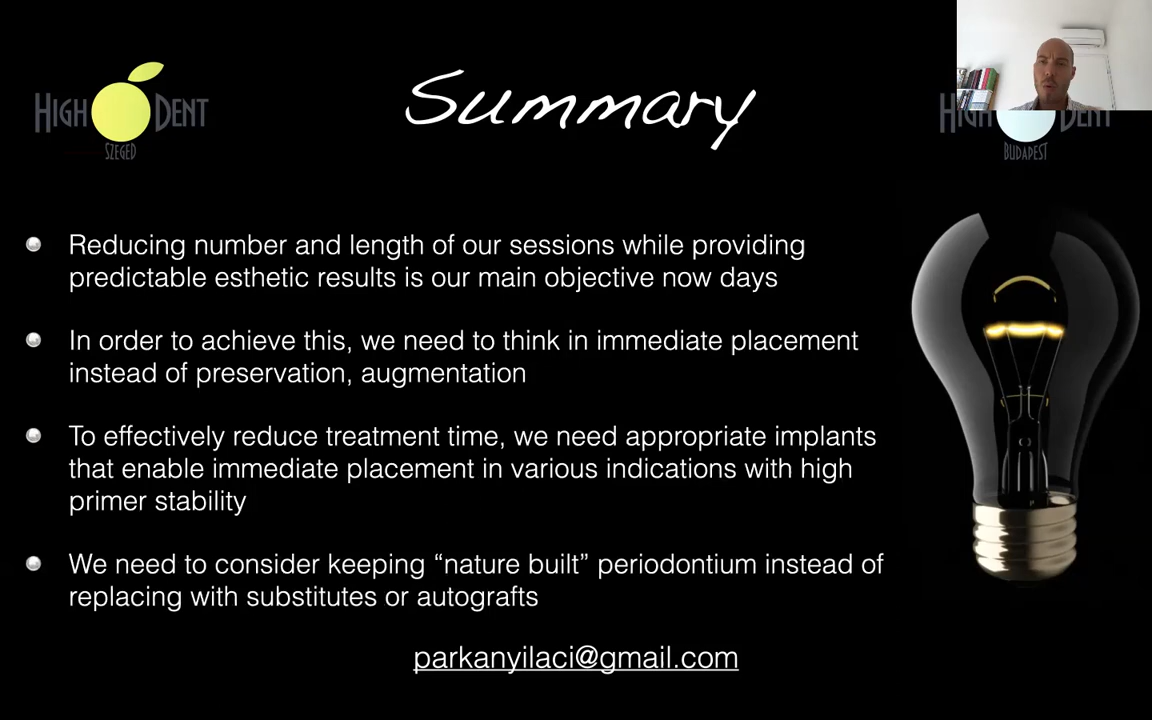 HIGH DENT
SZEGED
Summary
HIGH DENT
BUDAPEST
Reducing number and length of our sessions while providing
predictable esthetic results is our main objective now days
In order to achieve this, we need to think in immediate placement
instead of preservation, augmentation
To effectively reduce treatment time, we need appropriate implants
that enable immediate placement in various indications with high
primer stability
We need to consider keeping “nature built” periodontium instead of
replacing with substitutes or autografts
parkanyilaci@gmail.com